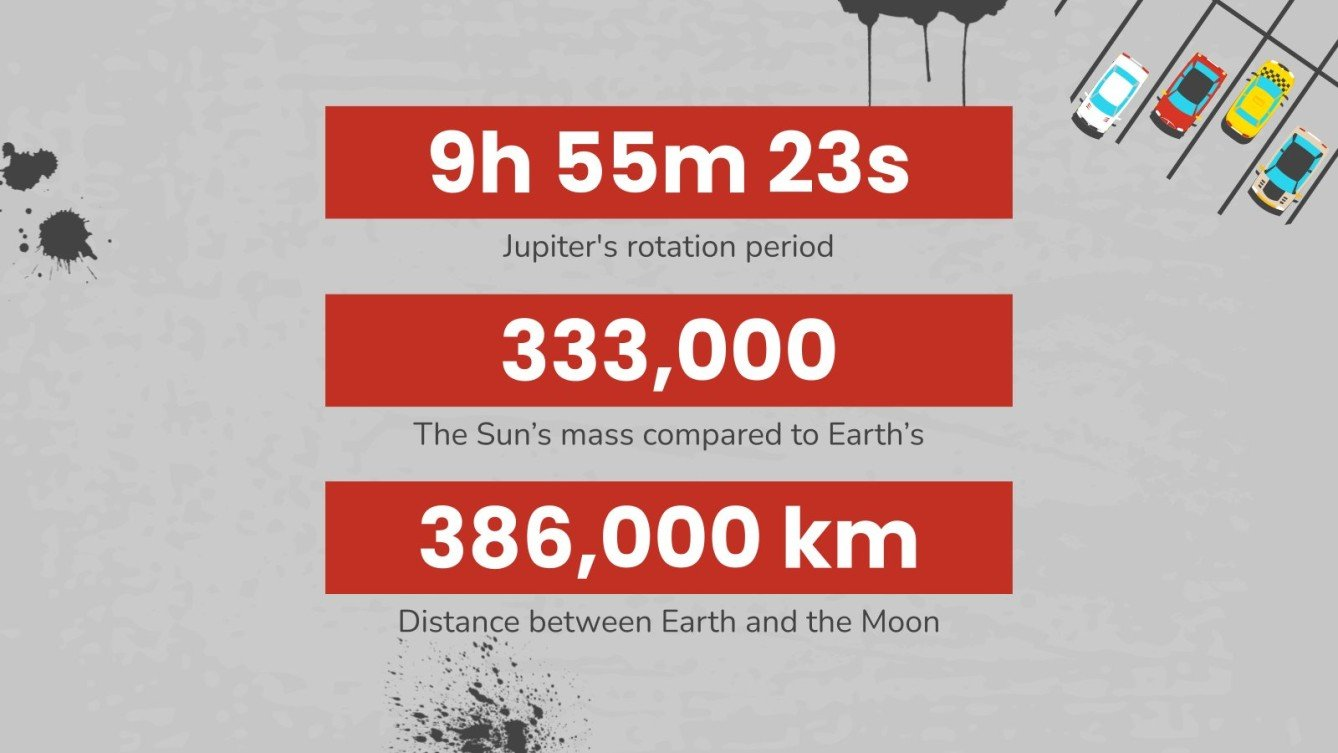 9h 55m 23s
Jupiter's rotation period
333,000
The Sun’s mass compared to Earth’s
386,000 km
Distance between Earth and the Moon